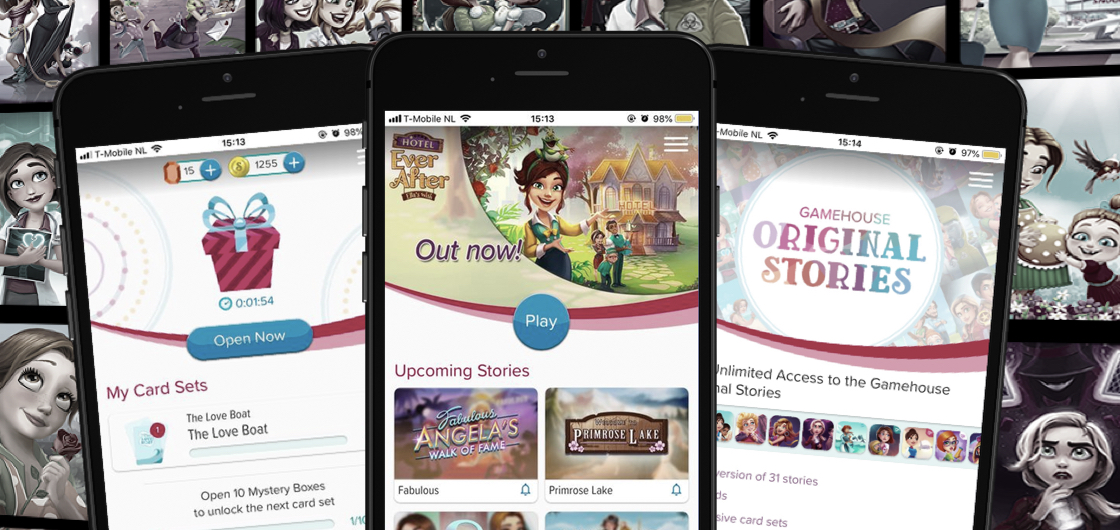 T-Mobile NL 15:13 98%
15 1255
0:01:54
Open Now
My Card Sets
1
The Love Boat
The Love Boat
Open 10 Mystery Boxes
to unlock the next card set
1/10
T-Mobile NL 15:13 98%
HOTEL
Ever
After
Ella's Wish
HOTEL
Out now!
Play
Upcoming Stories
Fabulous
ANGELA'S
WALK OF FAME
Welcome to
PRIMROSE LAKE
Fabulous
Primrose Lake
T-Mobile NL 15:14 97%
GAMEHOUSE
ORIGINAL
STORIES
Unlimited Access to the Gamehouse
nal Stories
version of 31 stories
ds
sive card sets